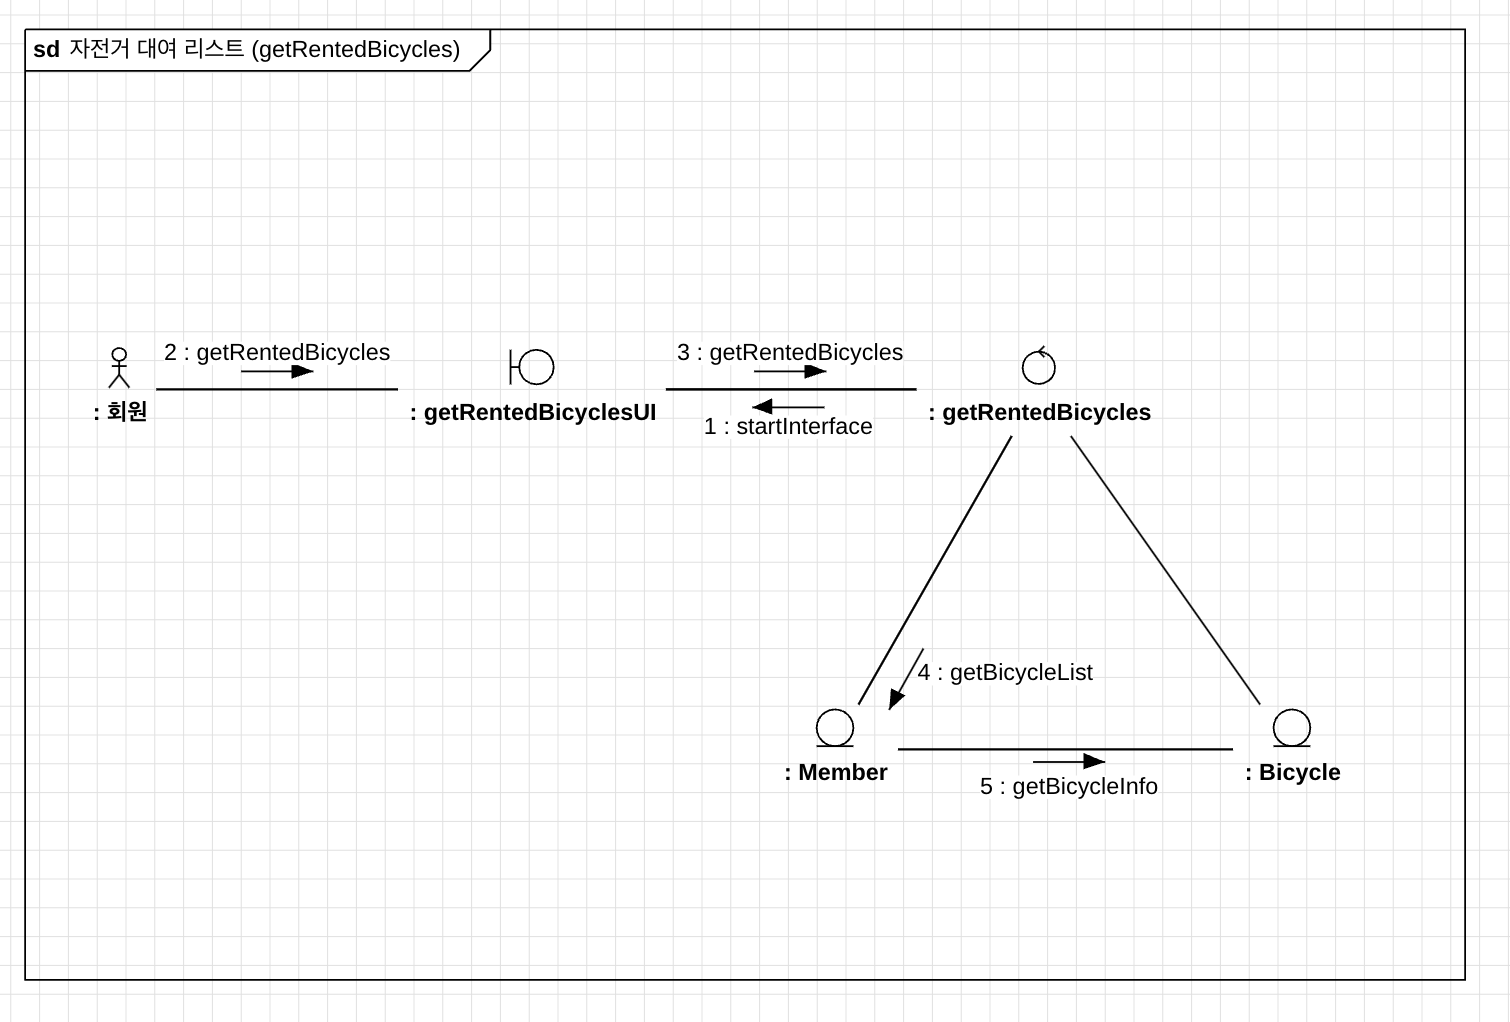 sd 자전거 대여 리스트 (getRentedBicycles)
2 : getRentedBicycles
3 : getRentedBicycles
: 회원
: getRentedBicyclesUI
: getRentedBicycles
1 : startInterface
4 : getBicycleList
: Member
: Bicycle
5 : getBicycleInfo